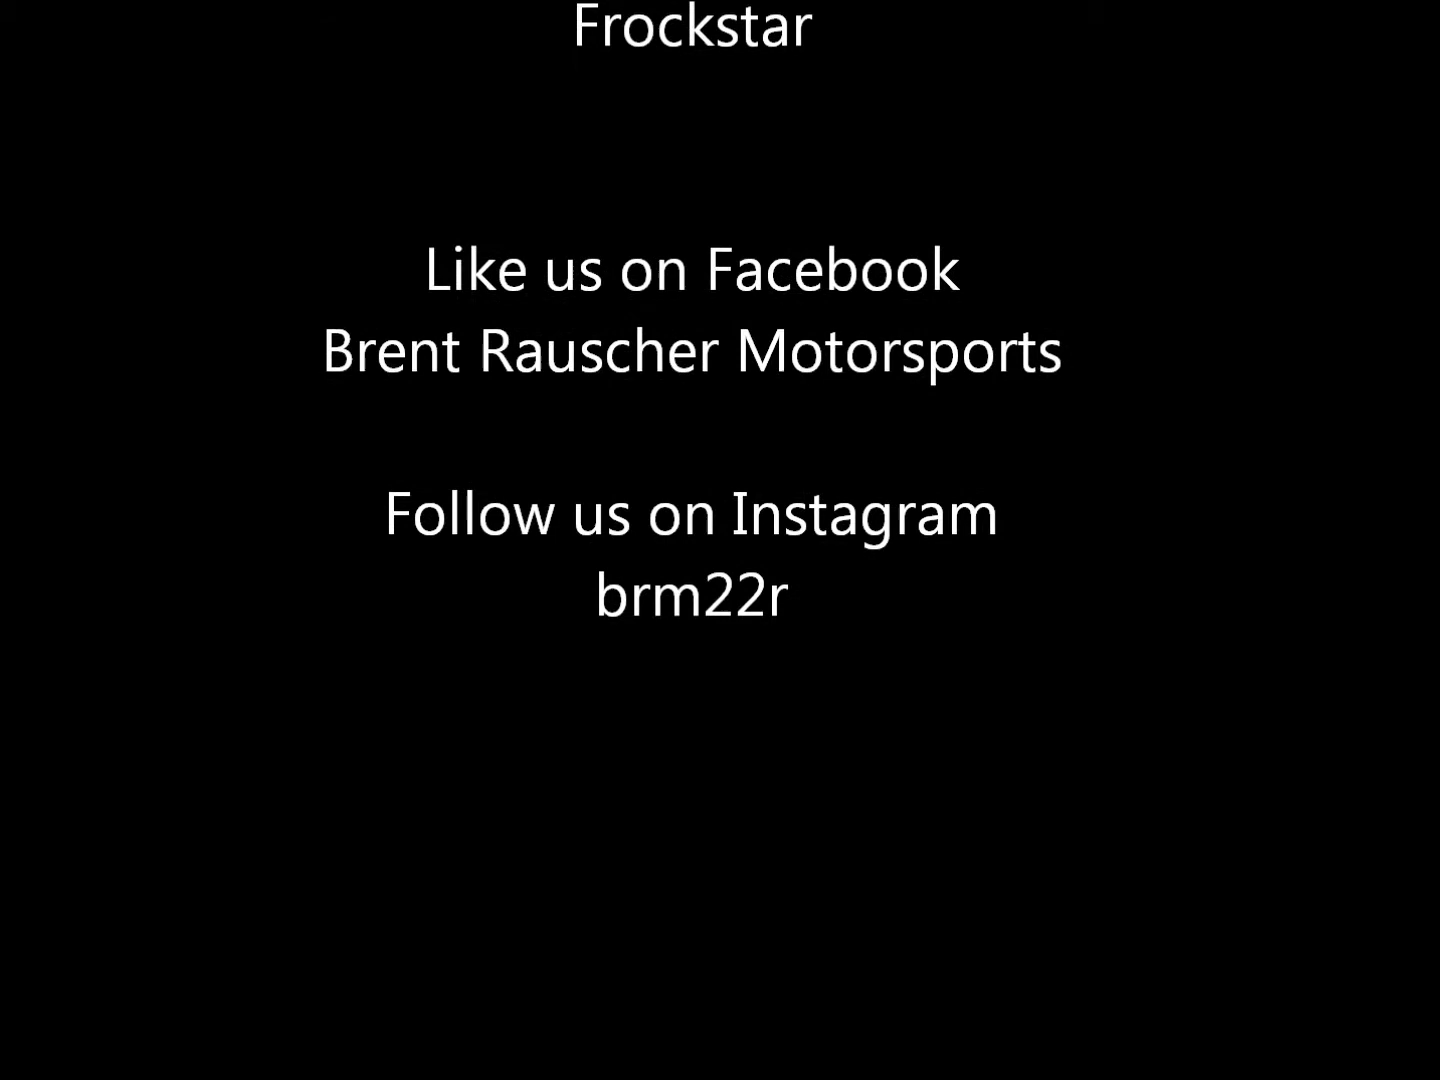 Frockstar
Like us on Facebook
Brent Rauscher Motorsports
Follow us on Instagram
brm22r